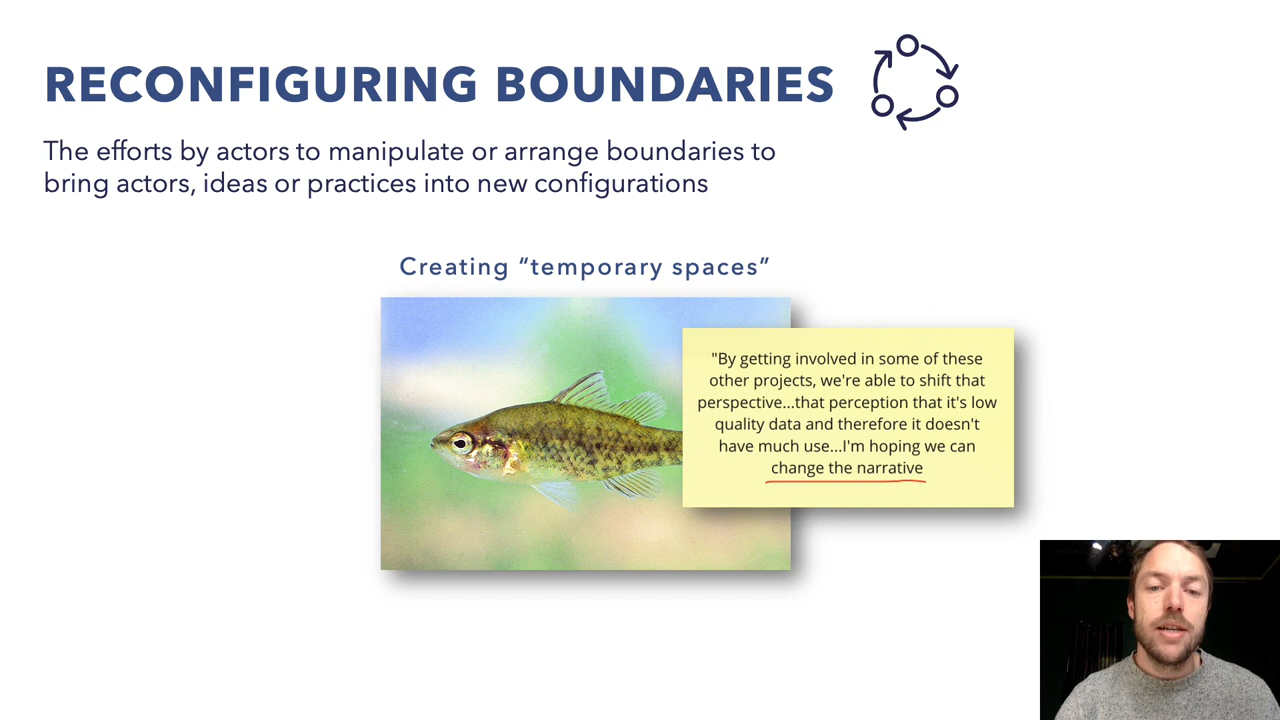 RECONFIGURING BOUNDARIES
The efforts by actors to manipulate or arrange boundaries to
bring actors, ideas or practices into new configurations
Creating “temporary spaces”
"By getting involved in some of these
other projects, we're able to shift that
perspective...that perception that it's low
quality data and therefore it doesn't
have much use...I'm hoping we can
change the narrative